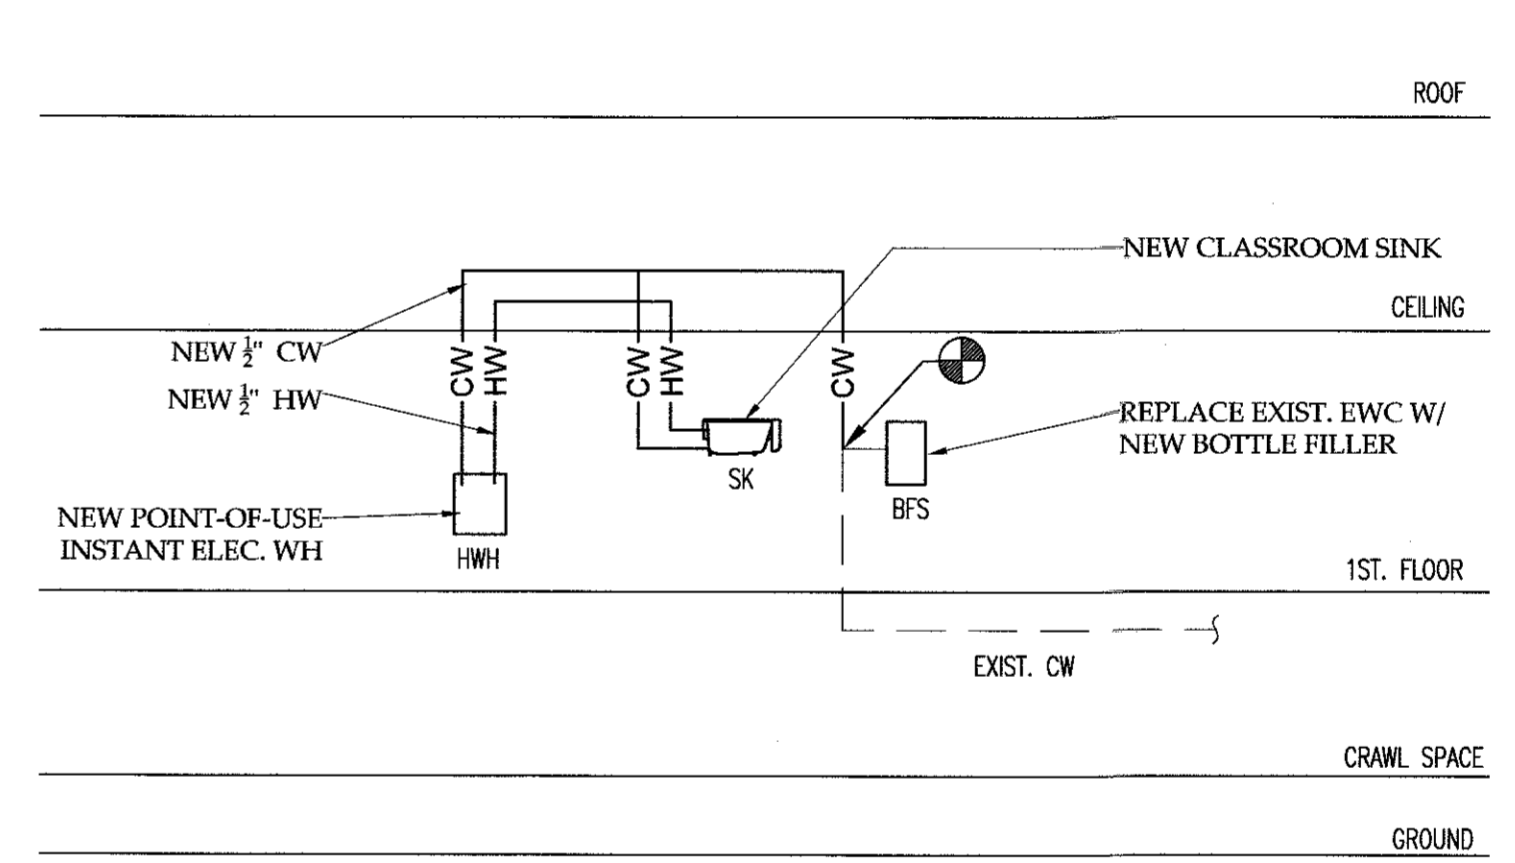 ROOF
NEW CLASSROOM SINK
CEILING
NEW ½" CW
NEW ½" HW
CW
HW
CW
HW
CW
REPLACE EXIST. EWC W/
NEW BOTTLE FILLER
SK
BFS
NEW POINT-OF-USE
INSTANT ELEC. WH
HWH
1ST. FLOOR
EXIST. CW
CRAWL SPACE
GROUND